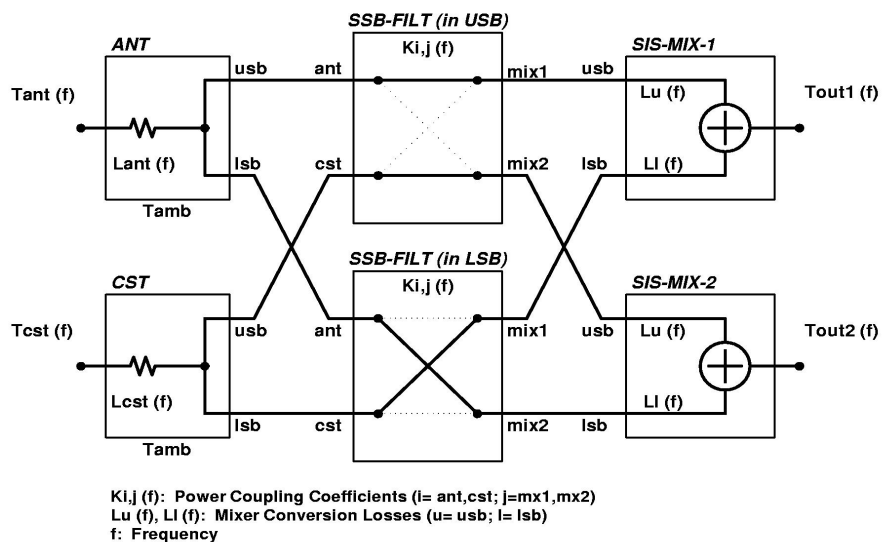 SSB-FILT (in USB)
ANT
Ki,j (f)
SIS-MIX-1
usb
ant
mix1
usb
Tant (f)
Lu (f)
Tout1 (f)
Lant (f)
lsb
cst
mix2
lsb
Ll (f)
Tamb
SSB-FILT (in LSB)
CST
Ki,j (f)
SIS-MIX-2
Tcst (f)
usb
ant
mix1
usb
Lu (f)
Tout2 (f)
Lcst (f)
Ll (f)
lsb
cst
mix2
lsb
Tamb
Ki,j (f): Power Coupling Coefficients (i= ant,cst; j=mx1,mx2)
Lu (f), Ll (f): Mixer Conversion Losses (u= usb; l= lsb)
f: Frequency